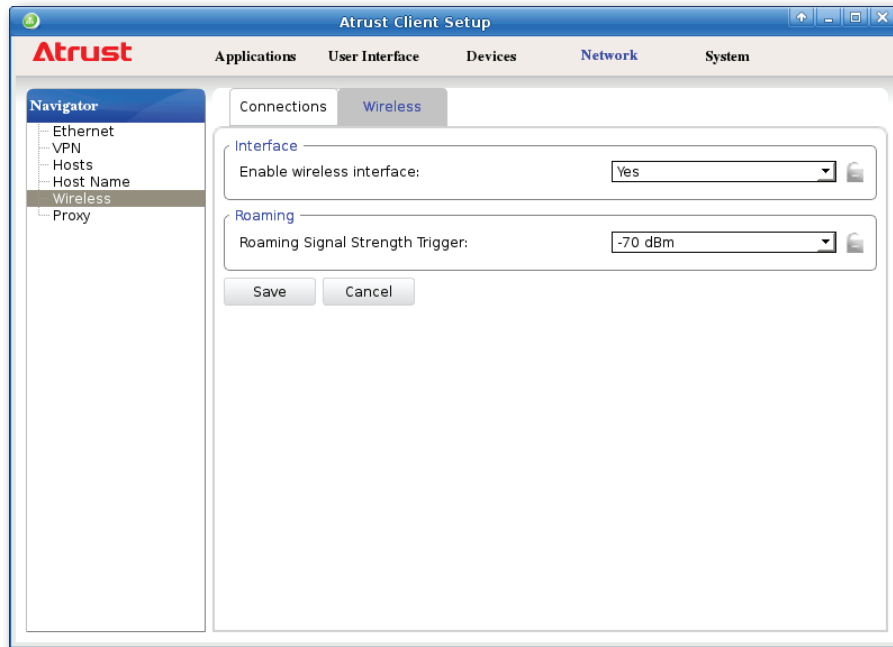 Atrust Client Setup
Atrust Applications User Interface Devices Network System
Navigator
Ethernet
VPN
Hosts
Host Name
Wireless
Proxy
Connections Wireless
Interface
Enable wireless interface: Yes
Roaming
Roaming Signal Strength Trigger: -70 dBm
Save Cancel